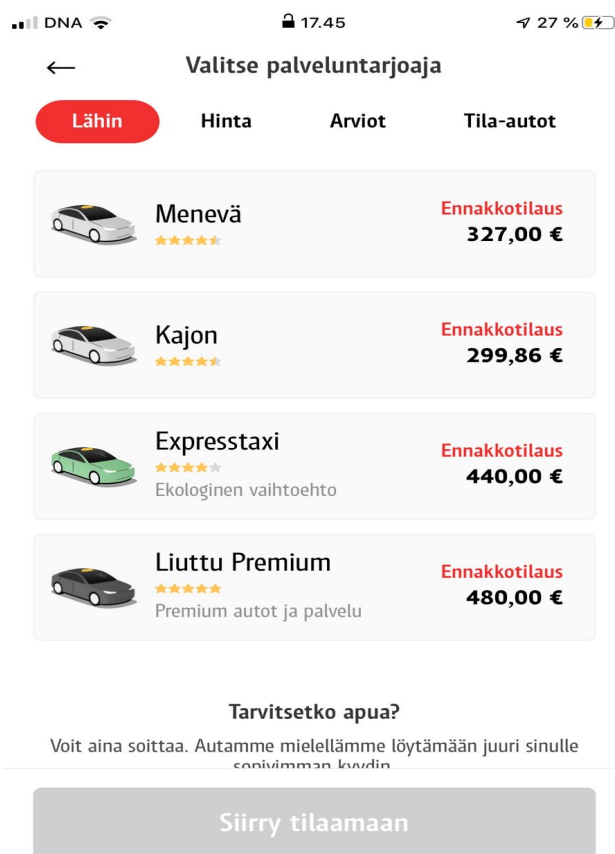 DNA 17.45 27 %
Valitse palveluntarjoaja
Lähin Hinta Arviot Tila-autot
Menevä
Ennakkotilaus
327,00 €
Kajon
Ennakkotilaus
299,86 €
Expresstaxi
Ekologinen vaihtoehto
Ennakkotilaus
440,00 €
Liuttu Premium
Premium autot ja palvelu
Ennakkotilaus
480,00 €
Tarvitsetko apua?
Voit aina soittaa. Autamme mielellämme löytämään juuri sinulle
sopivimman kyydin
Siirry tilaamaan